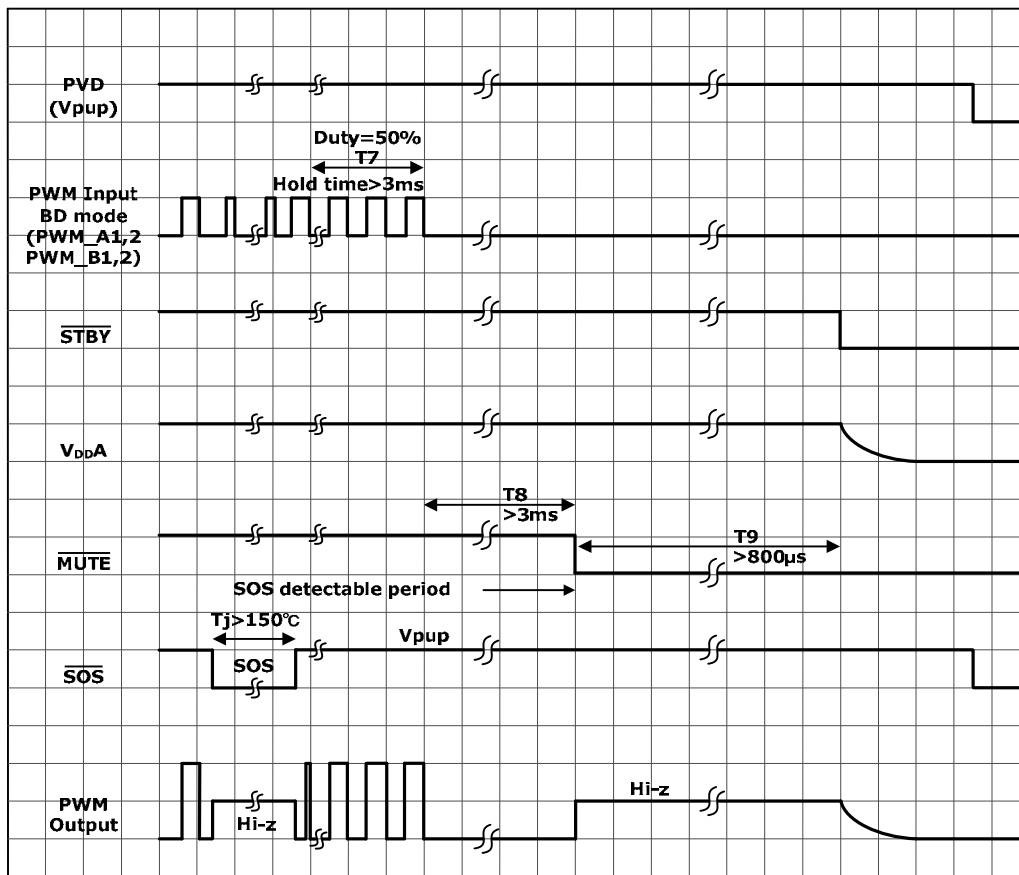 PVD
(Vpup)
Duty=50%
T7
Hold time>3ms
PWM Input
BD mode
(PWM_A1,2
PWM_B1,2)
STBY
VDDA
T8
>3ms
MUTE
T9
>800μs
SOS detectable period
Tj>150℃
Vpup
SOS
SOS
Hi-z
PWM
Output
Hi-z